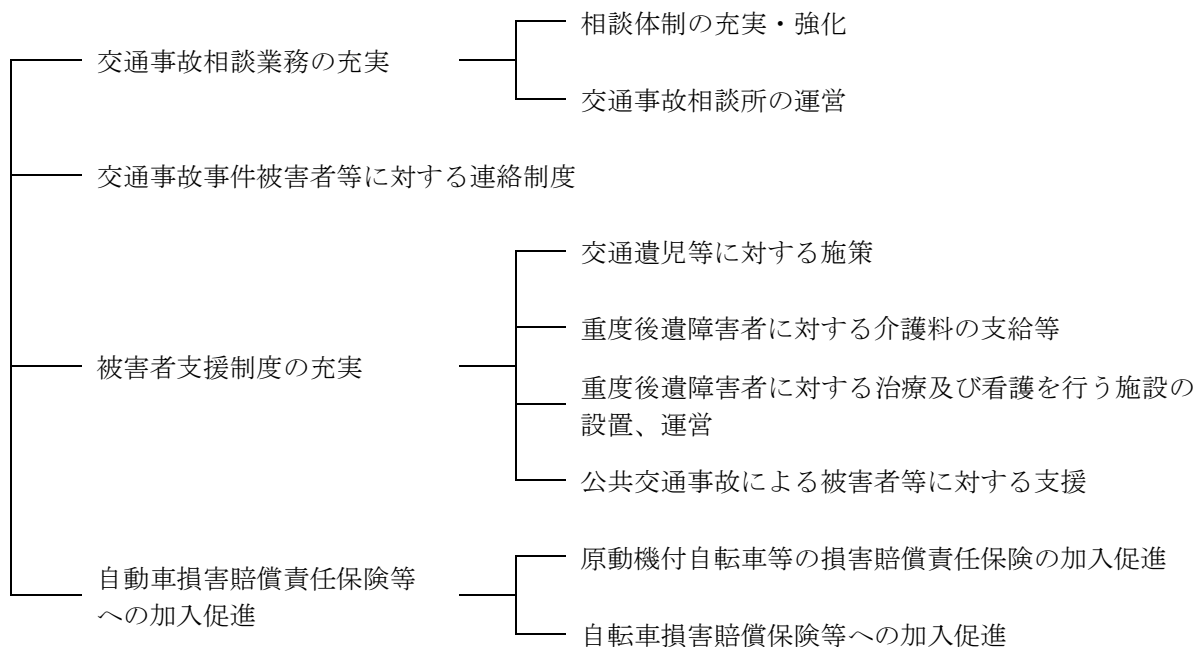 交通事故相談業務の充実
相談体制の充実・強化
交通事故相談所の運営
交通事故事件被害者等に対する連絡制度
被害者支援制度の充実
交通遺児等に対する施策
重度後遺障害者に対する介護料の支給等
重度後遺障害者に対する治療及び看護を行う施設の
設置、運営
公共交通事故による被害者等に対する支援
自動車損害賠償責任保険等
への加入促進
原動機付自転車等の損害賠償責任保険の加入促進
自転車損害賠償保険等への加入促進